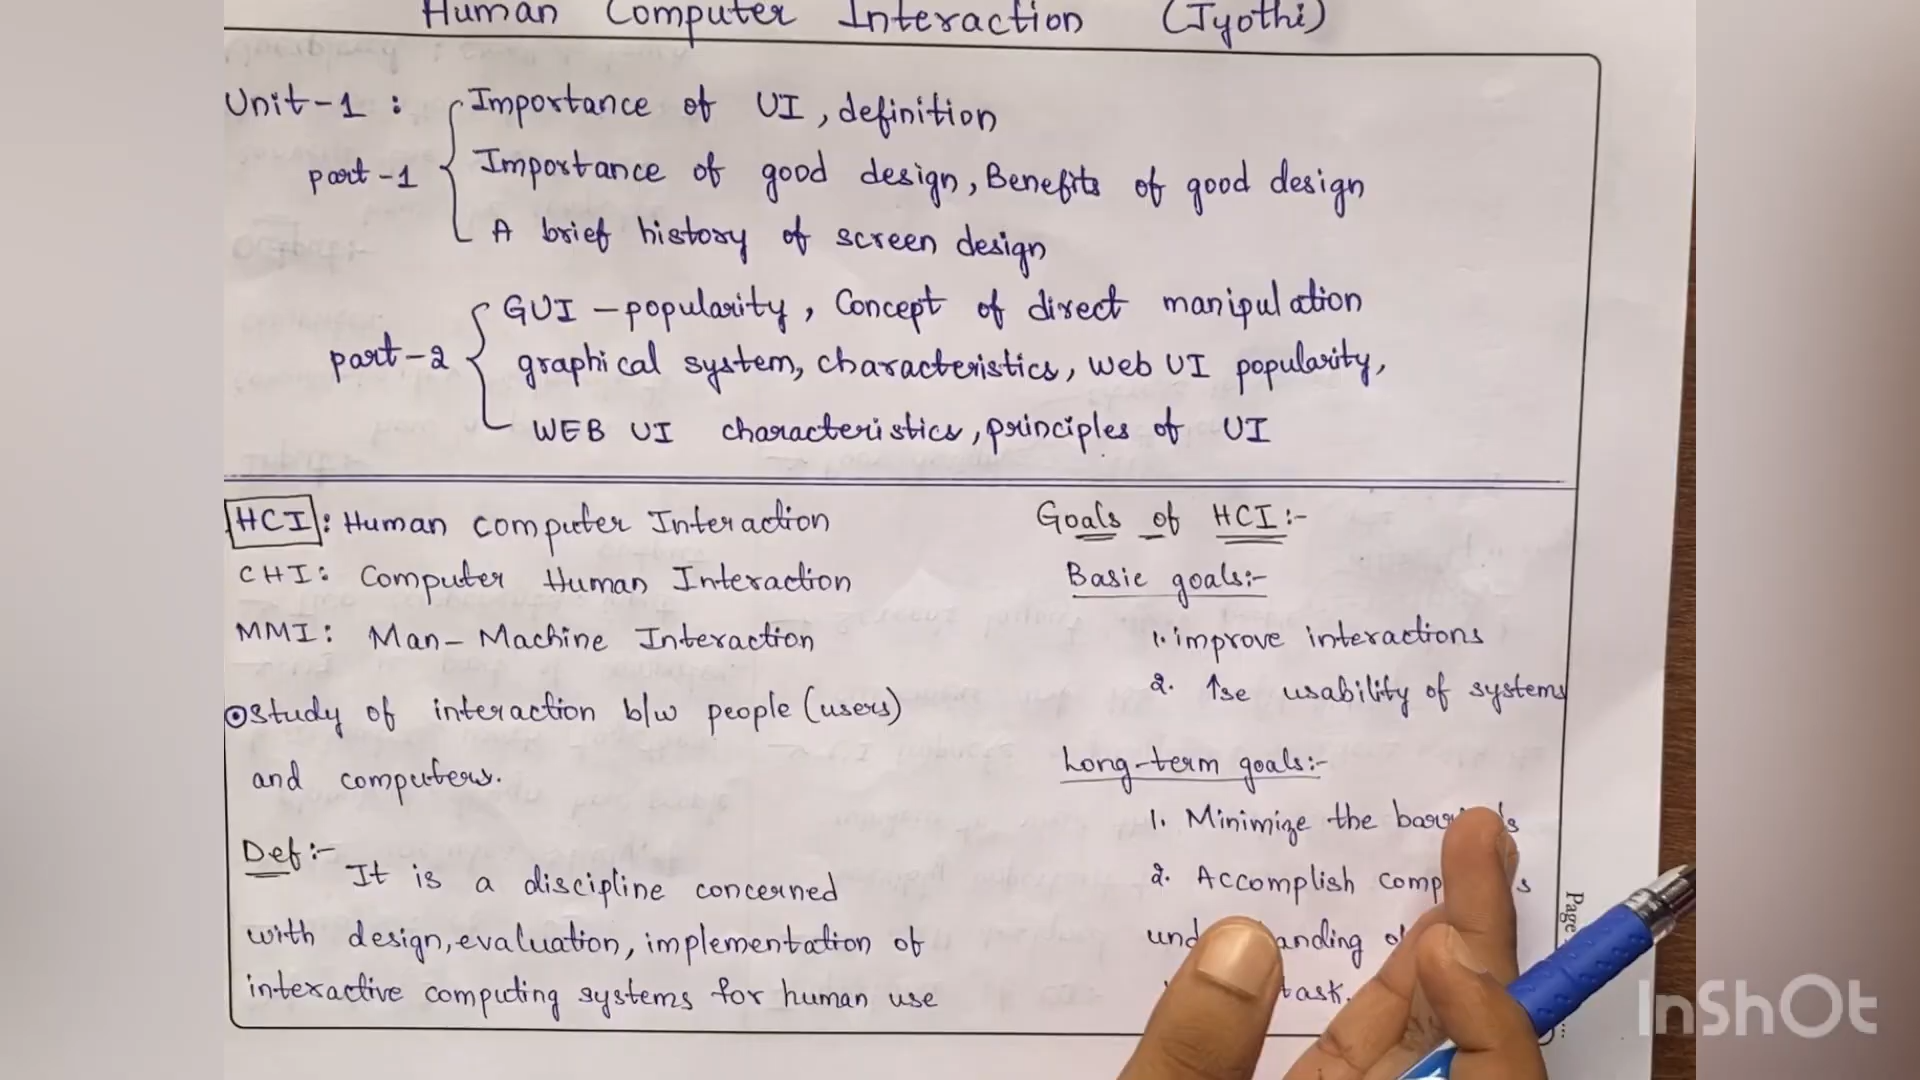 Human Computer Interaction (Jyothi)
Unit-1 : Importance of UI, definition
part-1 Importance of good design, Benefits of good design
A brief history of screen design
GUI - popularity, Concept of direct manipulation
part-2 graphical system, characteristics, web UI popularity,
WEB UI characteristics, principles of UI
HCI: Human computer Interaction
CHI: Computer Human Interaction
MMI: Man-Machine Interaction
study of interaction b/w people (users)
and computers.
Def:-
It is a discipline concerned
with design, evaluation, implementation of
interactive computing systems for human use
Goals of HCI:-
Basic goals:-
1. improve interactions
2. ↑se usability of systems
Long-term goals:-
1. Minimize the
2. Accomplish
task.
Page
InShOt